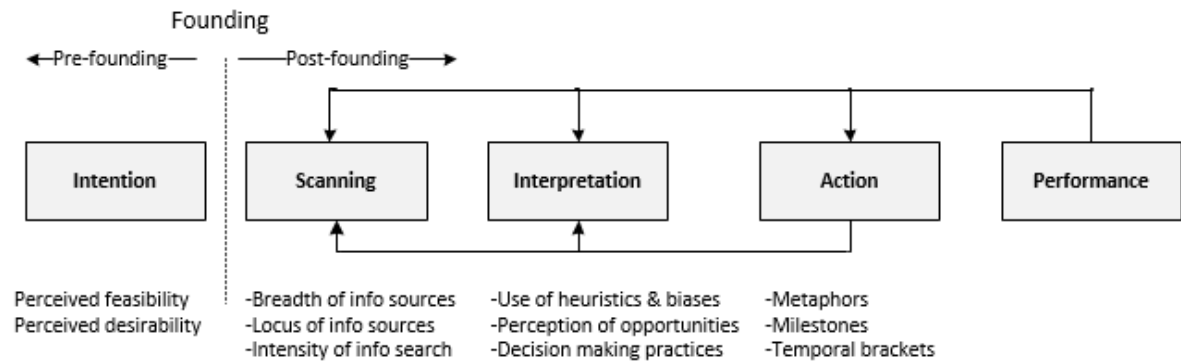 Founding
Pre-founding Post-founding
Intention Scanning Interpretation Action Performance
Perceived feasibility -Breadth of info sources -Use of heuristics & biases -Metaphors
Perceived desirability -Locus of info sources -Perception of opportunities -Milestones
-Intensity of info search -Decision making practices -Temporal brackets